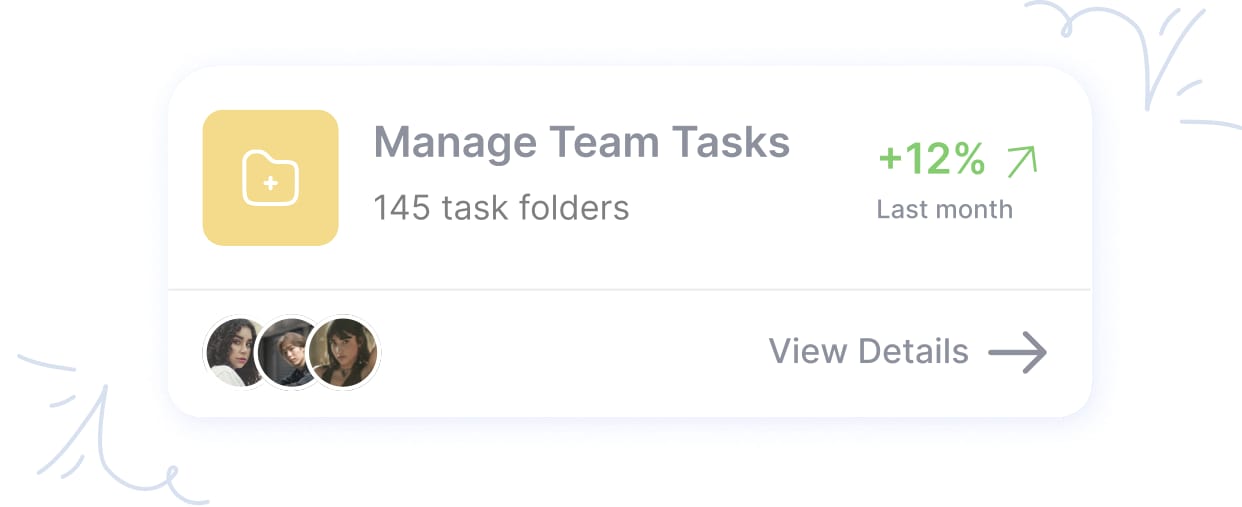 Manage Team Tasks
145 task folders
+12%
Last month
View Details